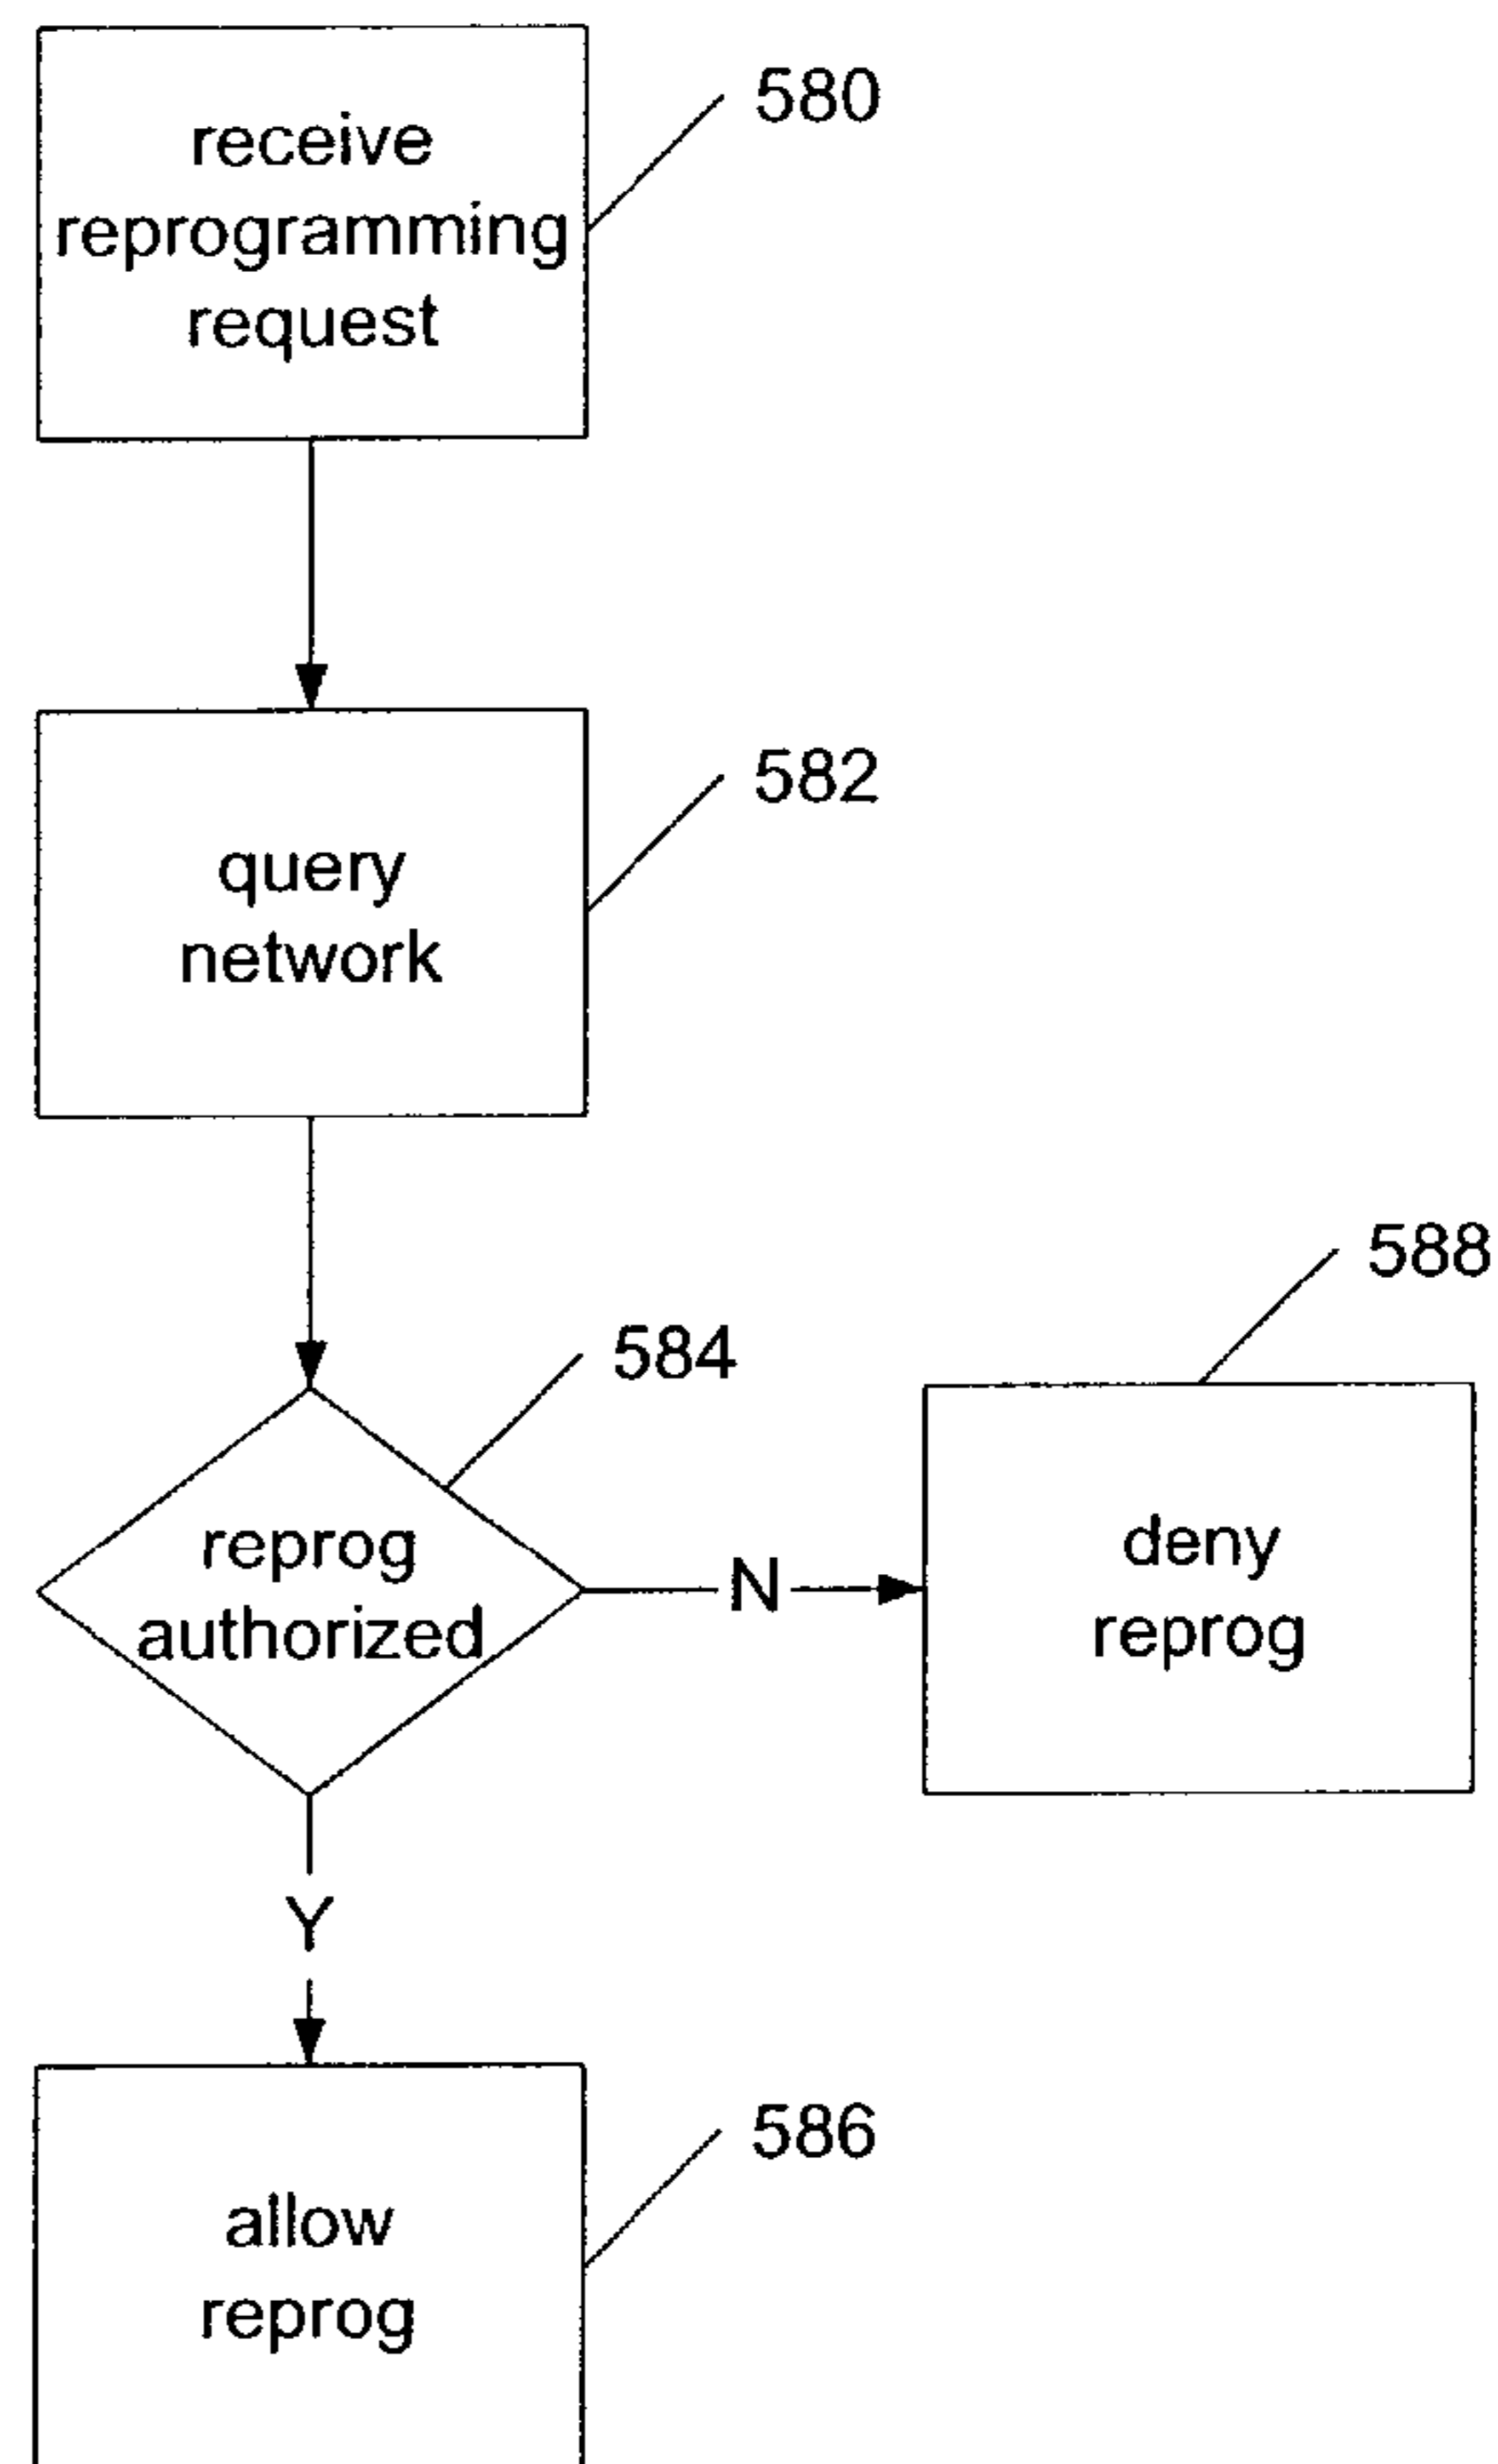 580
receive
reprogramming
request
582
query
network
584
588
reprog
authorized
N
deny
reprog
Y
586
allow
reprog